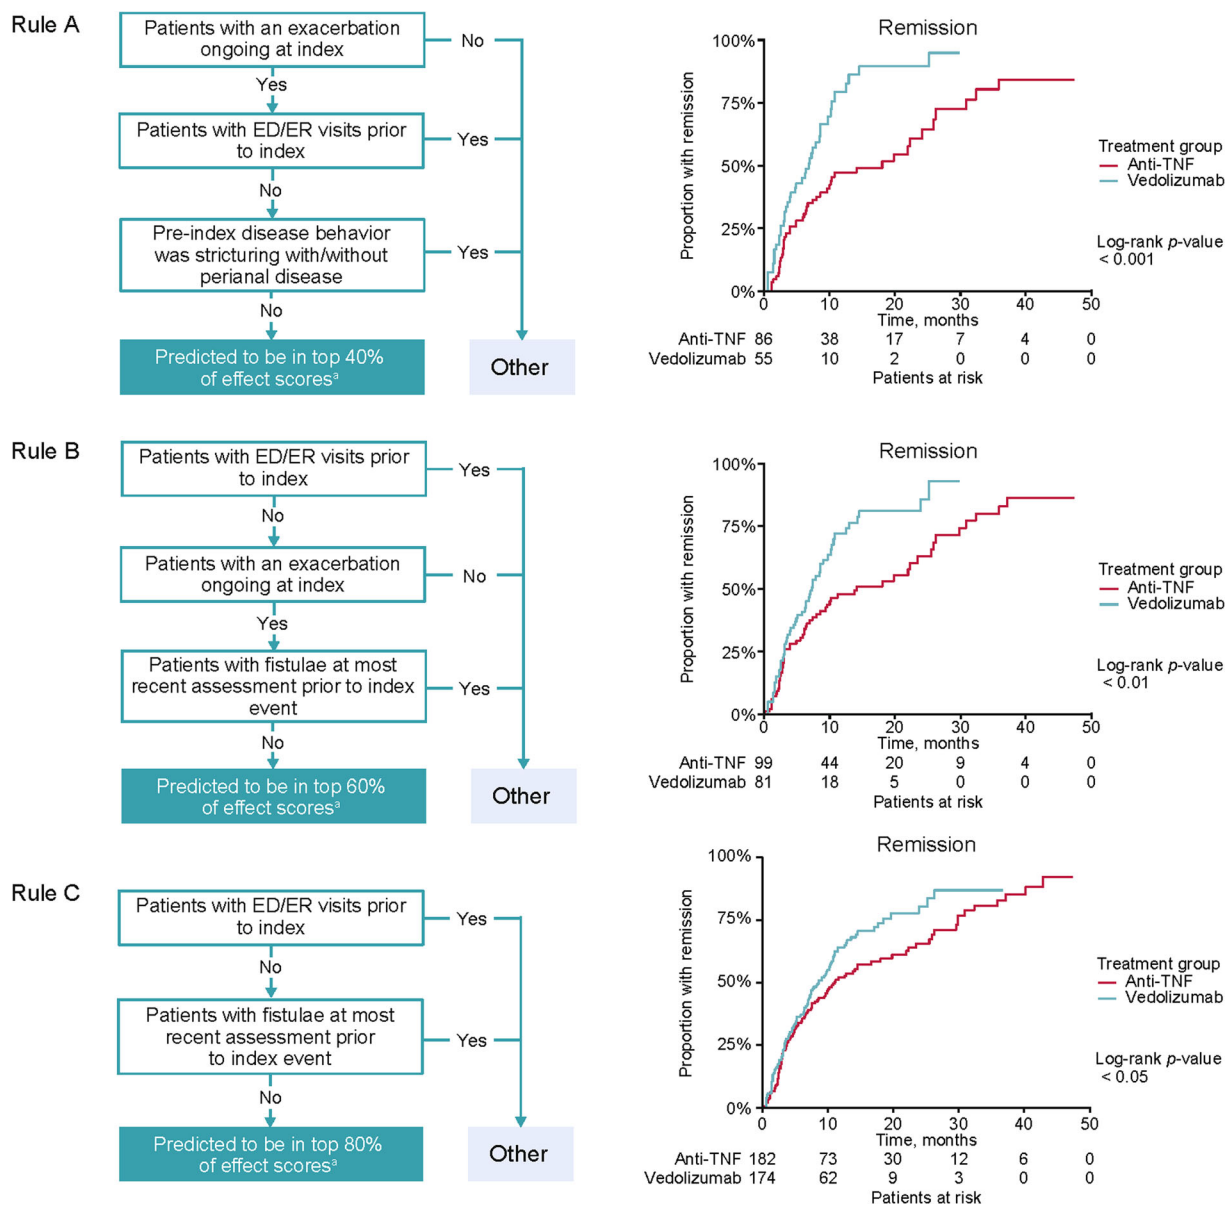 Rule A
Patients with an exacerbation
ongoing at index
No
Yes
Patients with ED/ER visits prior
to index
Yes
No
Pre-index disease behavior
was stricturing with/without
perianal disease
Yes
No
Predicted to be in top 40%
of effect scoresa
Other
Remission
Proportion with remission
100%
75%
50%
25%
0%
0 10 20 30 40 50
Time, months
Treatment group
Anti-TNF
Vedolizumab
Log-rank p-value
< 0.001
Anti-TNF 86 38 17 7 4 0
Vedolizumab 55 10 2 0 0 0
Patients at risk
Rule B
Patients with ED/ER visits prior
to index
Yes
No
Patients with an exacerbation
ongoing at index
No
Yes
Patients with fistulae at most
recent assessment prior to index
event
Yes
No
Predicted to be in top 60%
of effect scoresa
Other
Remission
Proportion with remission
100%
75%
50%
25%
0%
0 10 20 30 40 50
Time, months
Treatment group
Anti-TNF
Vedolizumab
Log-rank p-value
< 0.01
Anti-TNF 99 44 20 9 4 0
Vedolizumab 81 18 5 0 0 0
Patients at risk
Rule C
Patients with ED/ER visits prior
to index
Yes
No
Patients with fistulae at most
recent assessment prior
to index event
Yes
No
Predicted to be in top 80%
of effect scoresa
Other
Remission
Proportion with remission
100%
75%
50%
25%
0%
0 10 20 30 40 50
Time, months
Treatment group
Anti-TNF
Vedolizumab
Log-rank p-value
< 0.05
Anti-TNF 182 73 30 12 6 0
Vedolizumab 174 62 9 3 0 0
Patients at risk